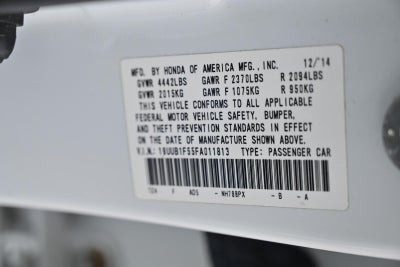 MFD. BY HONDA OF AMERICA MFG.,INC. 12/14
GVWR 4442LBS GAWR F 2370LBS R 2094LBS
GVWR 2015KG GAWR F 1075KG R 950KG
THIS VEHICLE CONFORMS TO ALL APPLICABLE
FEDERAL MOTOR VEHICLE SAFETY, BUMPER,
AND THEFT PREVENTION STANDARDS IN EFFECT
ON THE DATE OF MANUFACTURE SHOWN ABOVE.
V.I.N.: 19UUB1F55FA011813 TYPE: PASSENGER CAR
F ADS - NH788PX - B - A